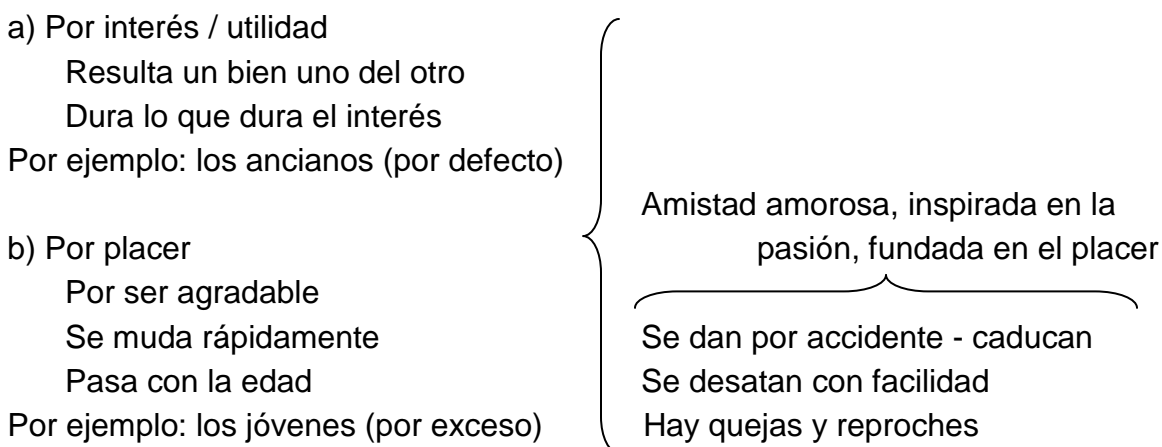 a) Por interés / utilidad
Resulta un bien uno del otro
Dura lo que dura el interés
Por ejemplo: los ancianos (por defecto)
b) Por placer
Por ser agradable
Se muda rápidamente
Pasa con la edad
Por ejemplo: los jóvenes (por exceso)
Amistad amorosa, inspirada en la
pasión, fundada en el placer
Se dan por accidente - caducan
Se desatan con facilidad
Hay quejas y reproches